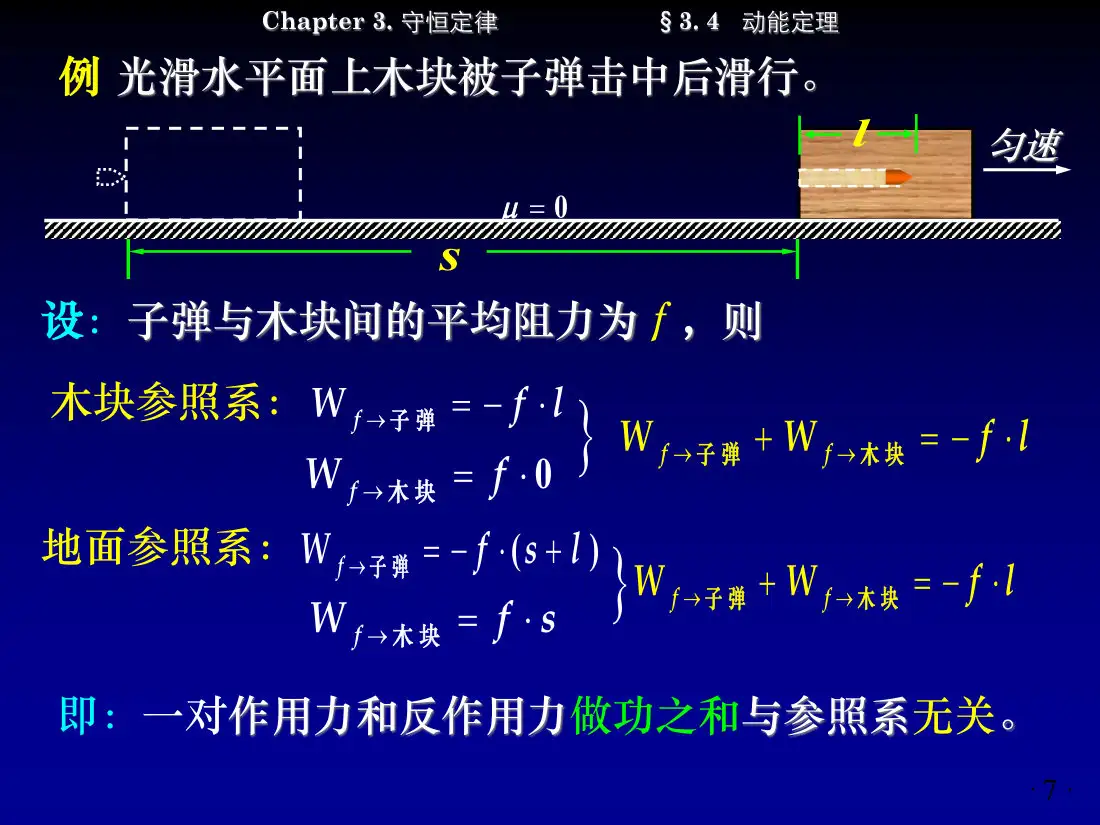 Chapter 3. 守恒定律 §3.4 动能定理
例 光滑水平面上木块被子弹击中后滑行。
l
匀速
μ = 0
s
设：子弹与木块间的平均阻力为 f ，则
木块参照系： W f→子弹 = − f · l
W f→木块 = f · 0
} W f→子弹 + W f→木块 = − f · l
地面参照系： W f→子弹 = − f · ( s + l )
W f→木块 = f · s
} W f→子弹 + W f→木块 = − f · l
即：一对作用力和反作用力做功之和与参照系无关。
7